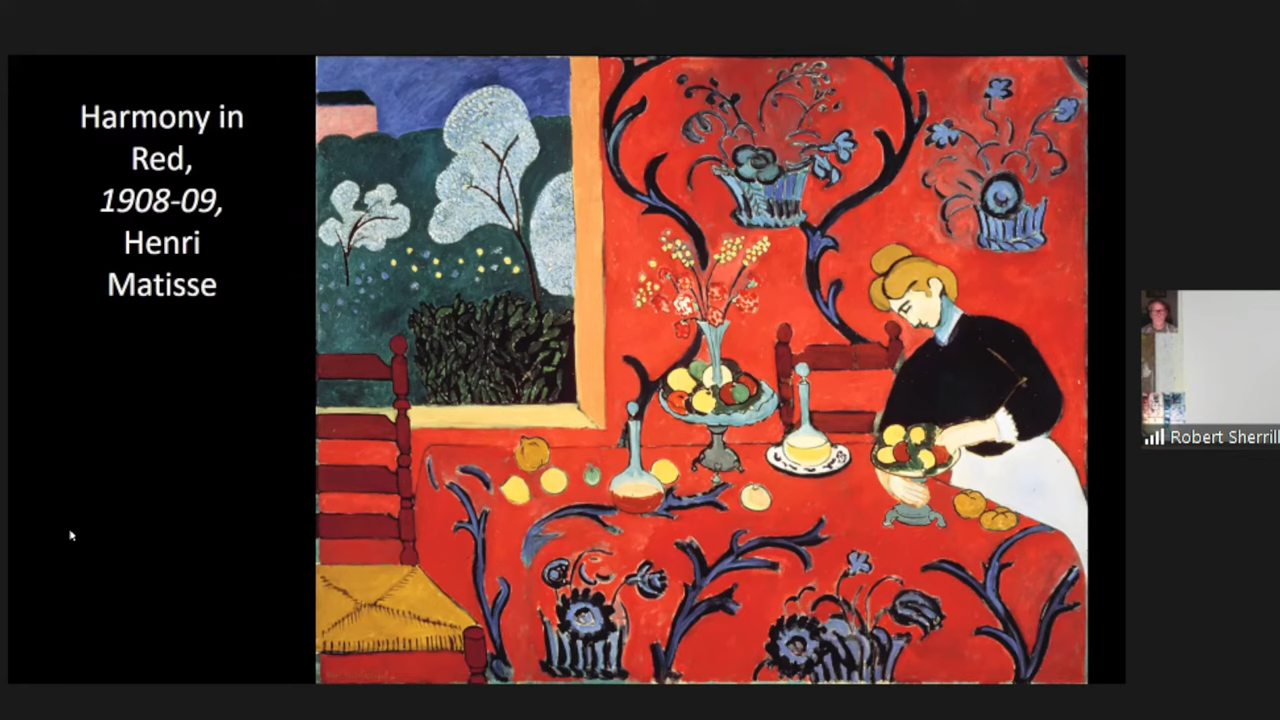 Harmony in
Red,
1908-09,
Henri
Matisse
Robert Sherrill